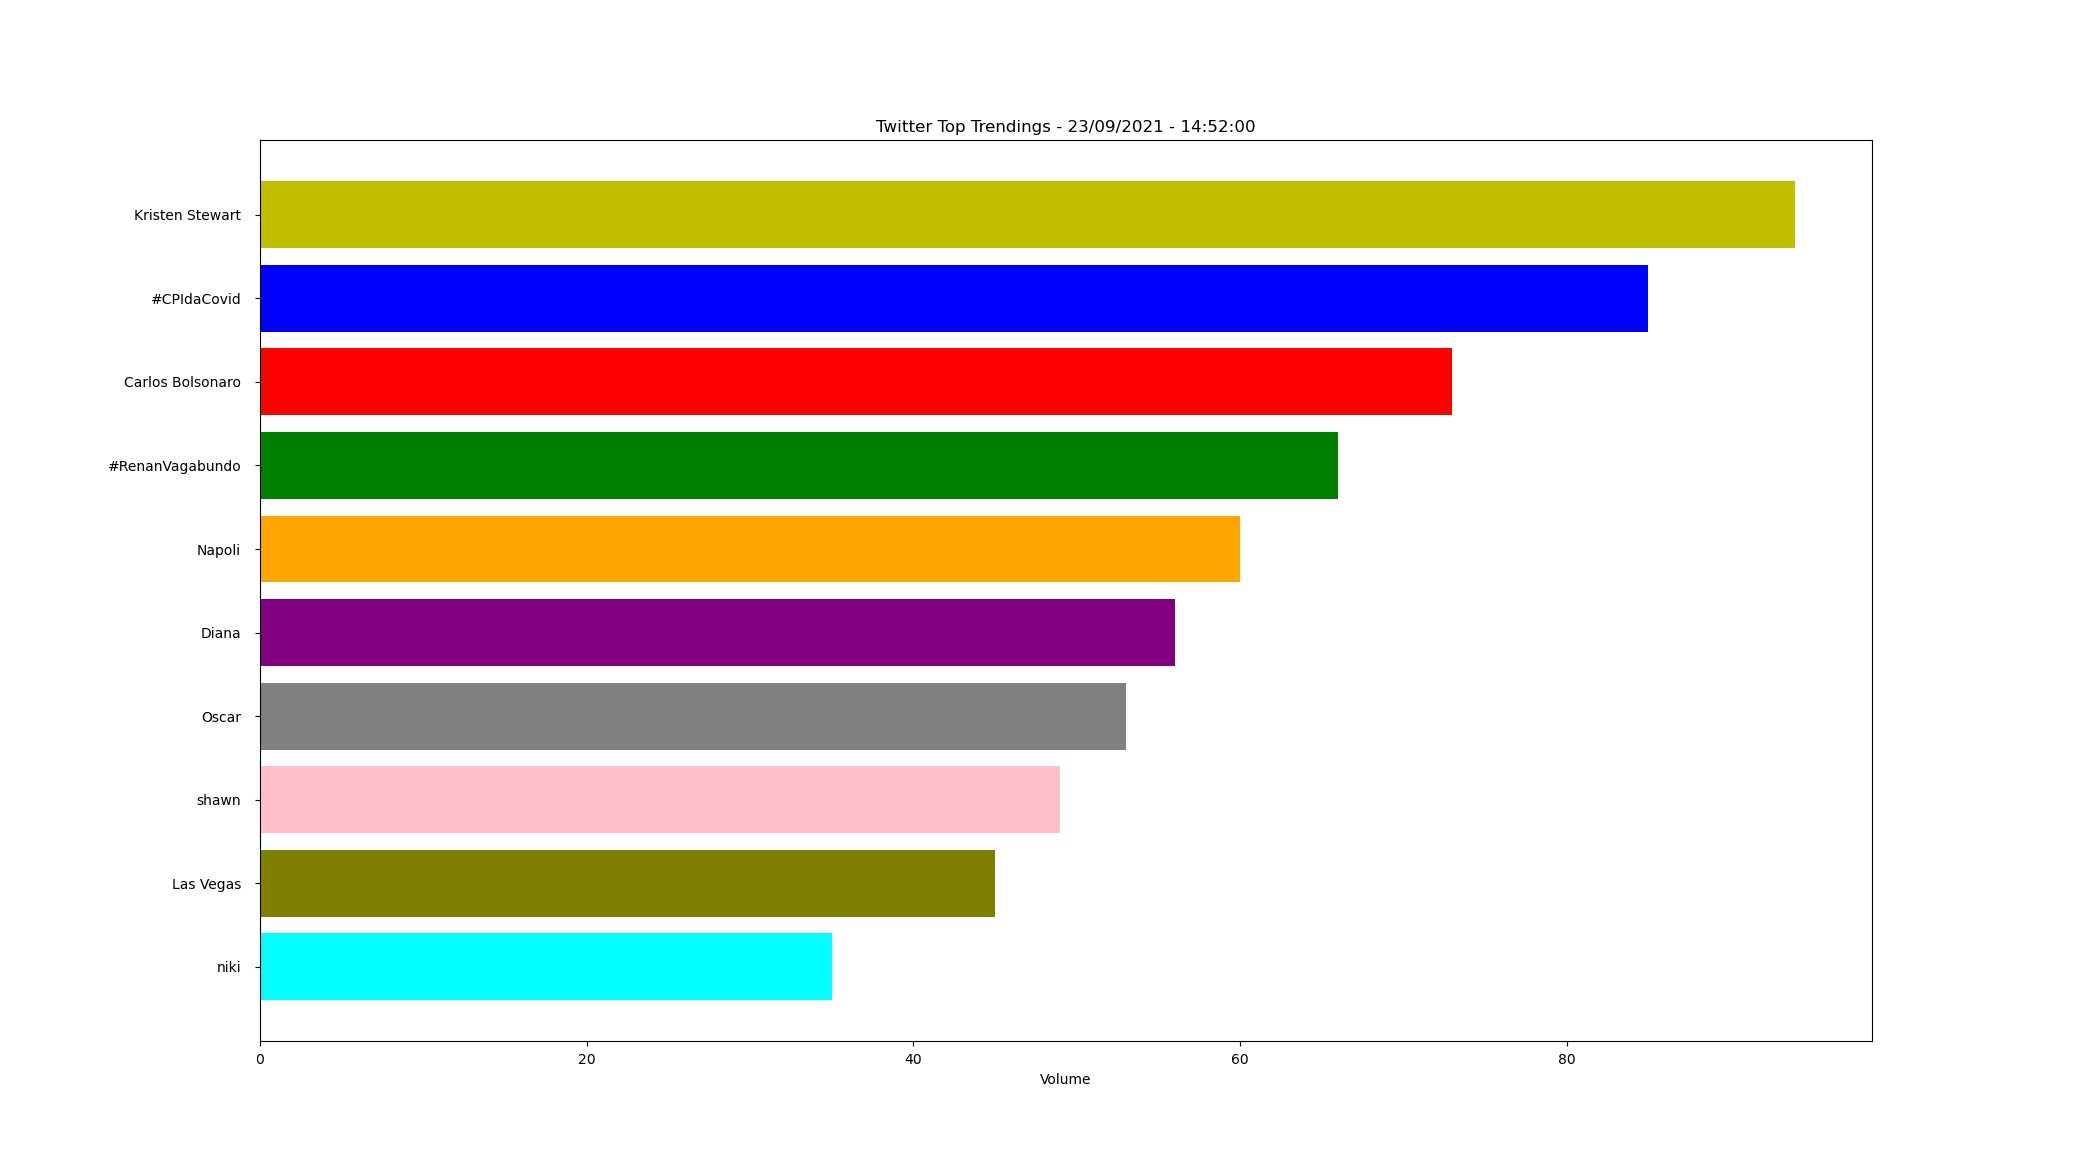 Twitter Top Trendings - 23/09/2021 - 14:52:00
Kristen Stewart
#CPIdaCovid
Carlos Bolsonaro
#RenanVagabundo
Napoli
Diana
Oscar
shawn
Las Vegas
niki
0 20 40 60 80
Volume